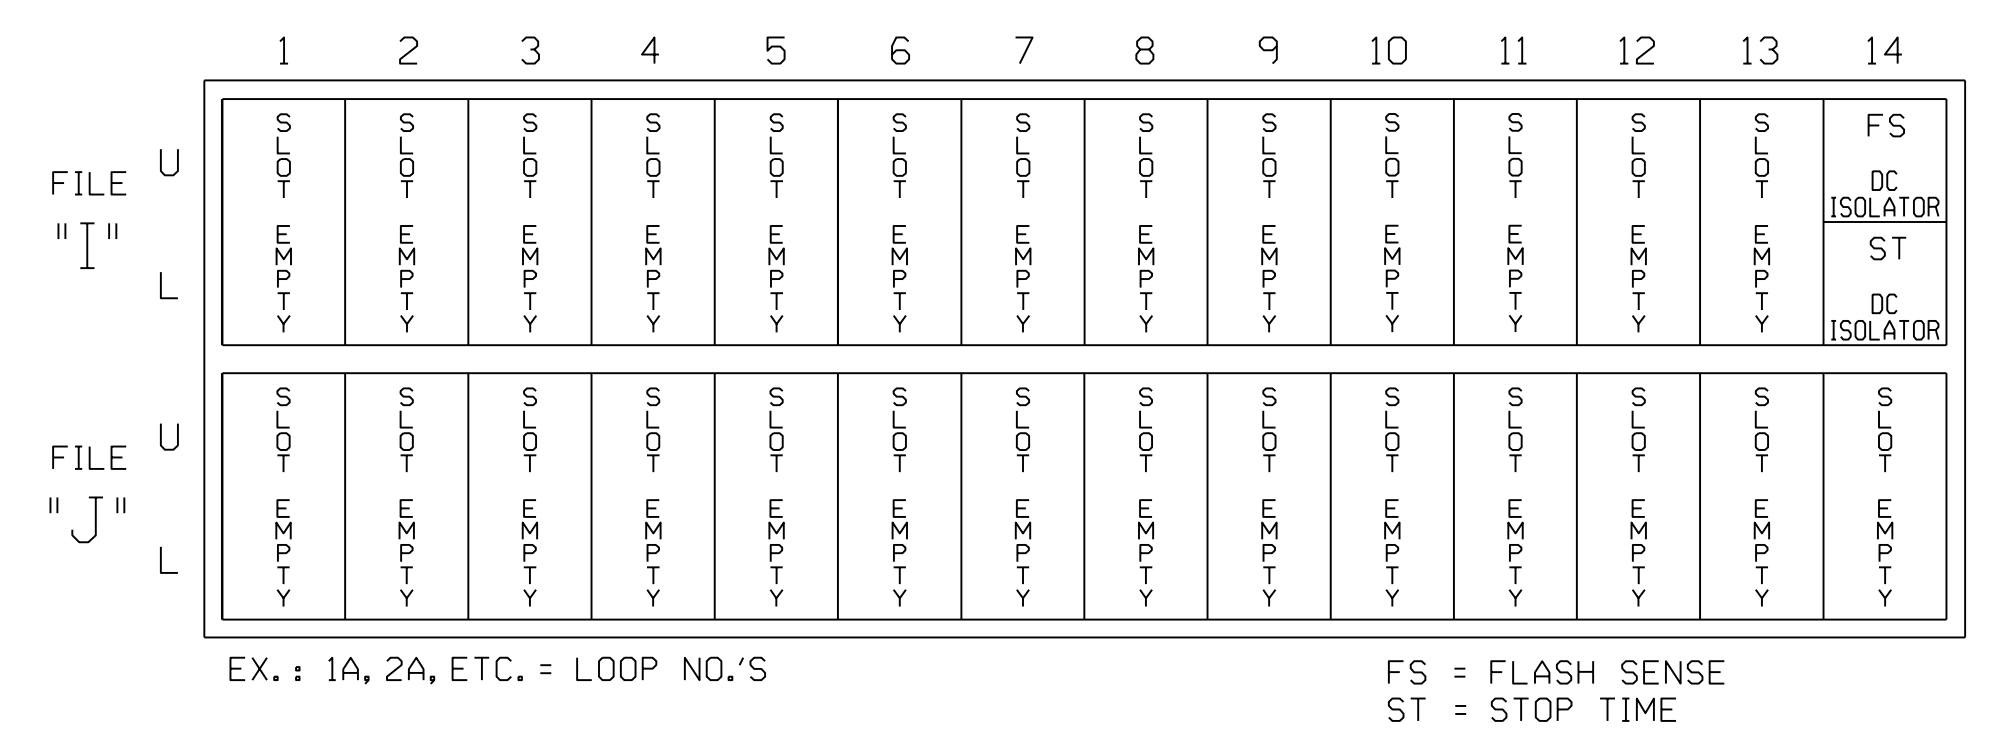 1 2 3 4 5 6 7 8 9 10 11 12 13 14
FILE "I"
U
L
SLOT EMPTY
SLOT EMPTY
SLOT EMPTY
SLOT EMPTY
SLOT EMPTY
SLOT EMPTY
SLOT EMPTY
SLOT EMPTY
SLOT EMPTY
SLOT EMPTY
SLOT EMPTY
SLOT EMPTY
SLOT EMPTY
FS
DC
ISOLATOR
ST
DC
ISOLATOR
FILE "J"
U
L
SLOT EMPTY
SLOT EMPTY
SLOT EMPTY
SLOT EMPTY
SLOT EMPTY
SLOT EMPTY
SLOT EMPTY
SLOT EMPTY
SLOT EMPTY
SLOT EMPTY
SLOT EMPTY
SLOT EMPTY
SLOT EMPTY
SLOT EMPTY
EX.: 1A, 2A, ETC. = LOOP NO.'S
FS = FLASH SENSE
ST = STOP TIME